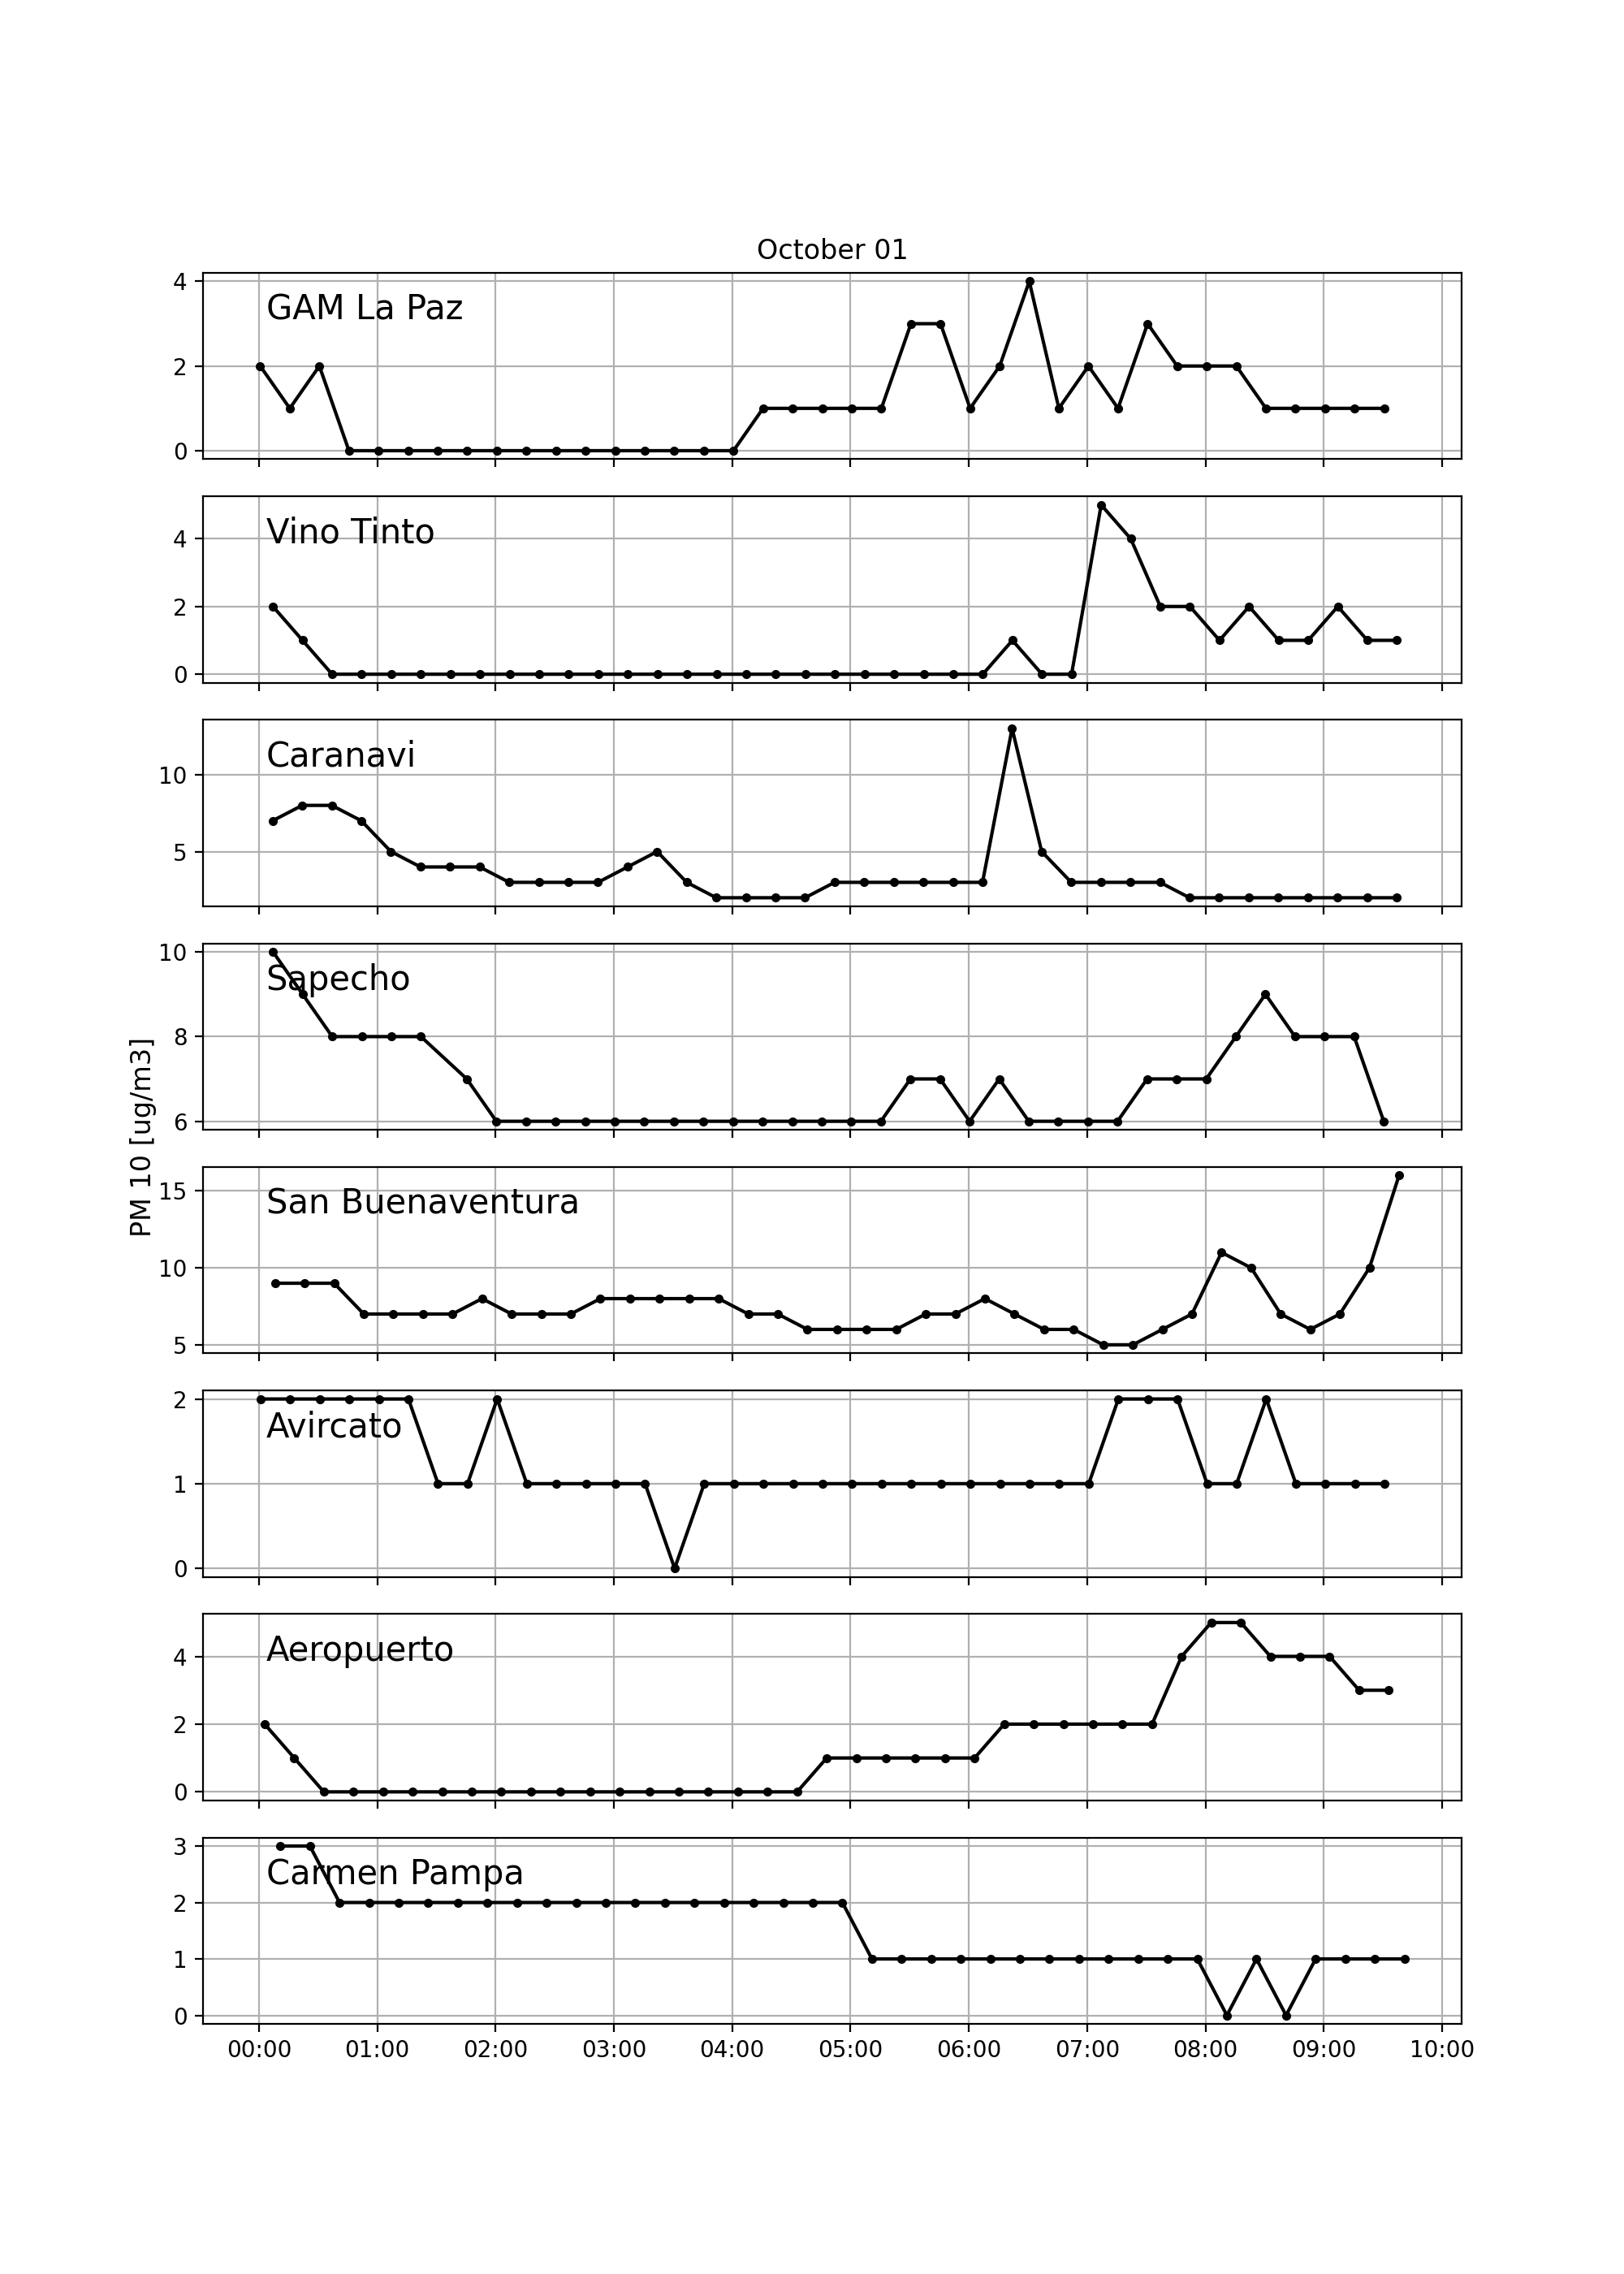 October 01
4
GAM La Paz
2
0
Vino Tinto
4
2
0
Caranavi
10
5
10
Sapecho
8
6
PM 10 [ug/m3]
15
San Buenaventura
10
5
2
Avircato
1
0
Aeropuerto
4
2
0
3
Carmen Pampa
2
1
0
00:00 01:00 02:00 03:00 04:00 05:00 06:00 07:00 08:00 09:00 10:00